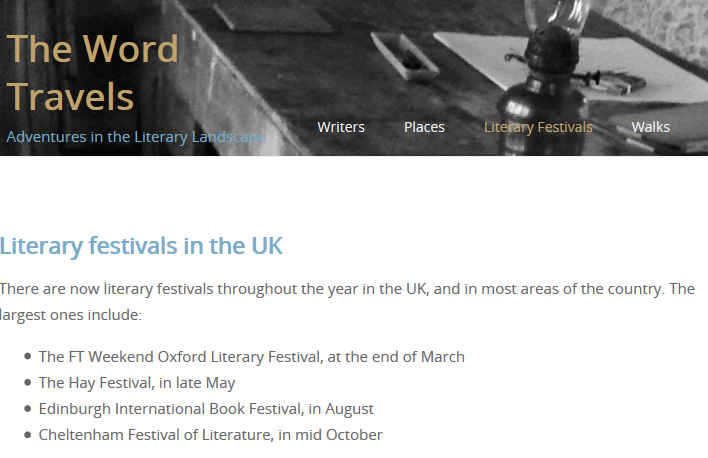 The Word
Travels
Adventures in the Literary Landscape
Writers
Places
Literary Festivals
Walks
Literary festivals in the UK
There are now literary festivals throughout the year in the UK, and in most areas of the country. The
largest ones include:
The FT Weekend Oxford Literary Festival, at the end of March
The Hay Festival, in late May
Edinburgh International Book Festival, in August
Cheltenham Festival of Literature, in mid October